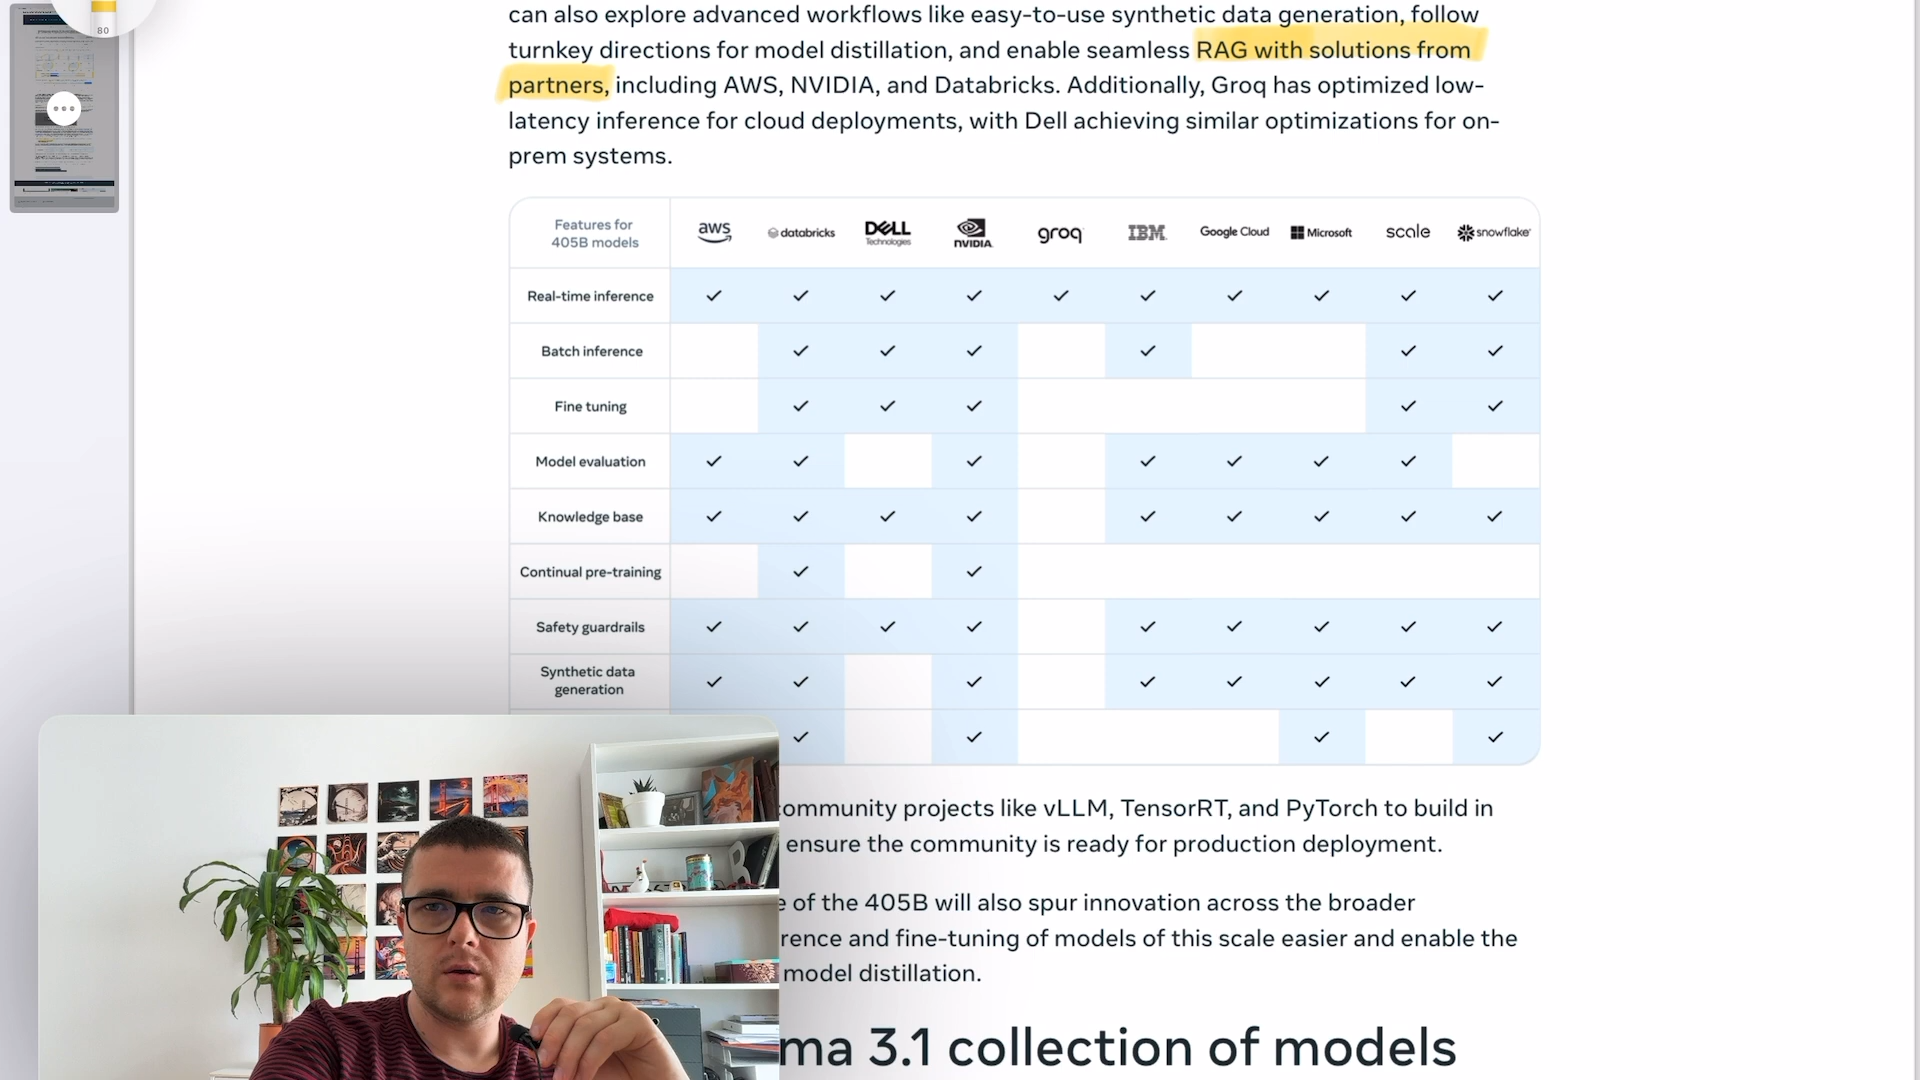 80
can also explore advanced workflows like easy-to-use synthetic data generation, follow
turnkey directions for model distillation, and enable seamless RAG with solutions from
partners, including AWS, NVIDIA, and Databricks. Additionally, Groq has optimized low-
latency inference for cloud deployments, with Dell achieving similar optimizations for on-
prem systems.
Features for
405B models
aws databricks DELL Technologies NVIDIA groq IBM Google Cloud Microsoft scale snowflake
Real-time inference ✓ ✓ ✓ ✓ ✓ ✓ ✓ ✓ ✓ ✓
Batch inference ✓ ✓ ✓ ✓ ✓ ✓
Fine tuning ✓ ✓ ✓ ✓ ✓
Model evaluation ✓ ✓ ✓ ✓ ✓ ✓ ✓
Knowledge base ✓ ✓ ✓ ✓ ✓ ✓ ✓ ✓ ✓
Continual pre-training ✓ ✓
Safety guardrails ✓ ✓ ✓ ✓ ✓ ✓ ✓ ✓ ✓
Synthetic data
generation ✓ ✓ ✓ ✓ ✓ ✓ ✓ ✓
✓ ✓ ✓ ✓
community projects like vLLM, TensorRT, and PyTorch to build in
ensure the community is ready for production deployment.
e of the 405B will also spur innovation across the broader
rence and fine-tuning of models of this scale easier and enable the
model distillation.
ma 3.1 collection of models